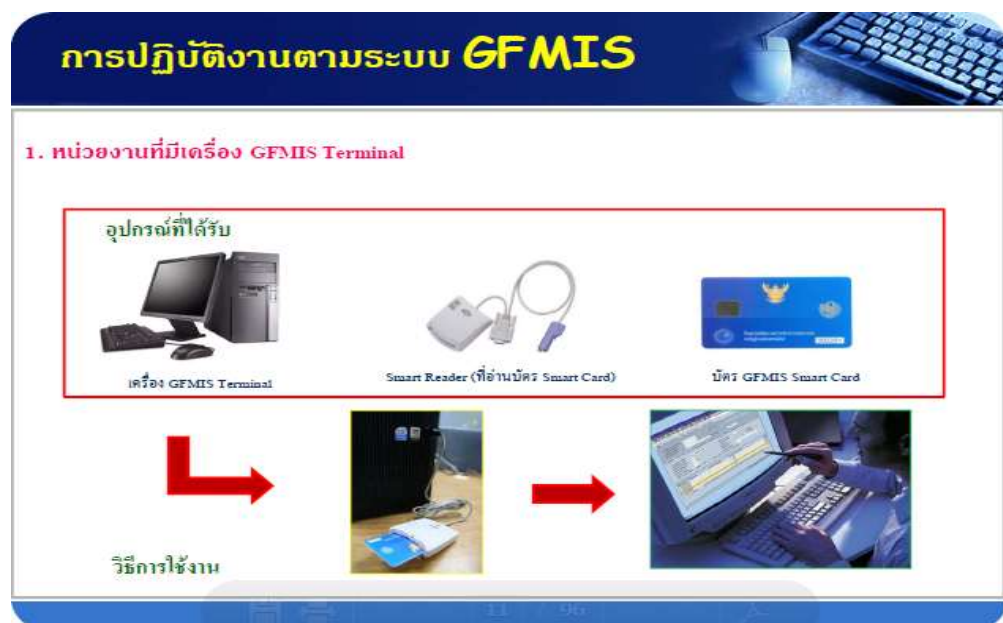 การปฏิบัติงานตามระบบ GFMIS
1. หน่วยงานที่มีเครื่อง GFMIS Terminal
อุปกรณ์ที่ได้รับ
เครื่อง GFMIS Terminal
Smart Reader (ที่อ่านบัตร Smart Card)
บัตร GFMIS Smart Card
วิธีการใช้งาน
11 / 96